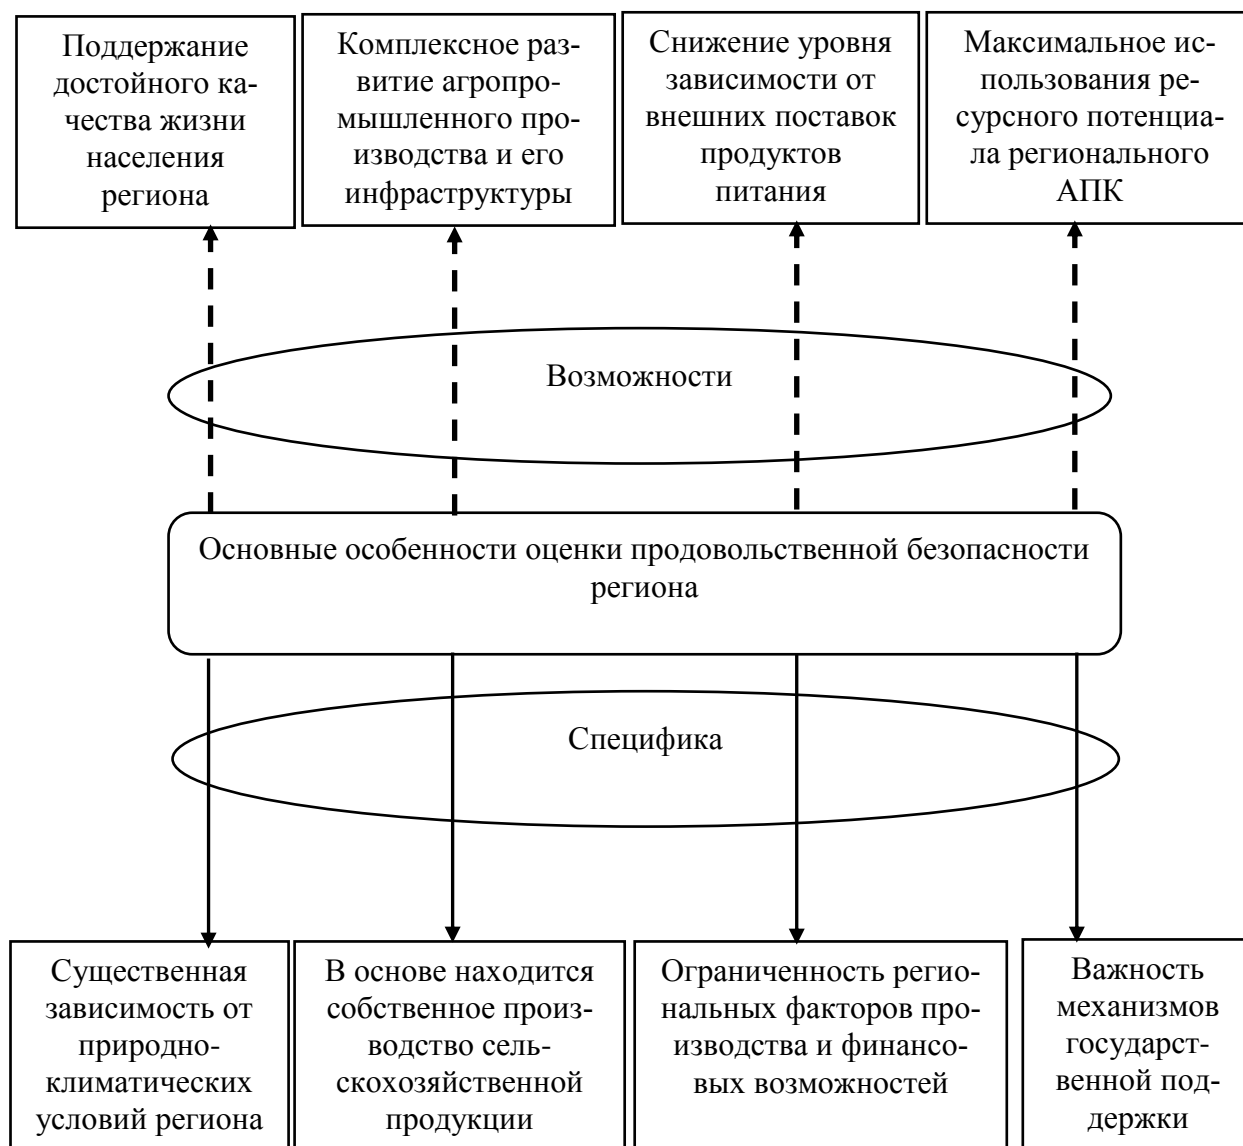 Поддержание
достойного ка-
чества жизни
населения
региона
Комплексное раз-
витие агропро-
мышленного про-
изводства и его
инфраструктуры
Снижение уровня
зависимости от
внешних поставок
продуктов
питания
Максимальное ис-
пользования ре-
сурсного потенциа-
ла регионального
АПК
Возможности
Основные особенности оценки продовольственной безопасности
региона
Специфика
Существенная
зависимость от
природно-
климатических
условий региона
В основе находится
собственное произ-
водство сель-
скохозяйственной
продукции
Ограниченность регио-
нальных факторов про-
изводства и финансо-
вых возможностей
Важность
механизмов
государст-
венной под-
держки